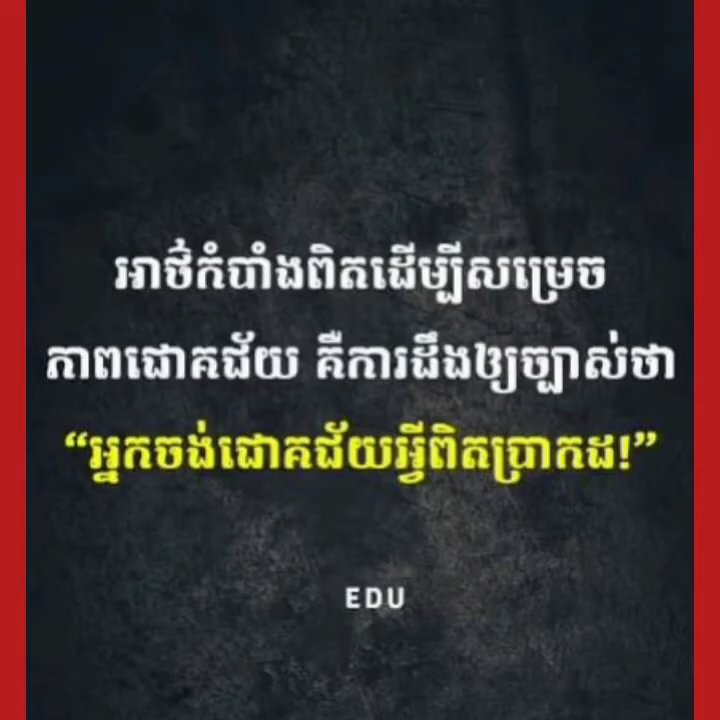 អាថ៌កំបាំងពិតដើម្បីសម្រេច
ភាពជោគជ័យ គឺការដឹងឲ្យច្បាស់ថា
“អ្នកចង់ជោគជ័យអ្វីពិតប្រាកដ!”
EDU